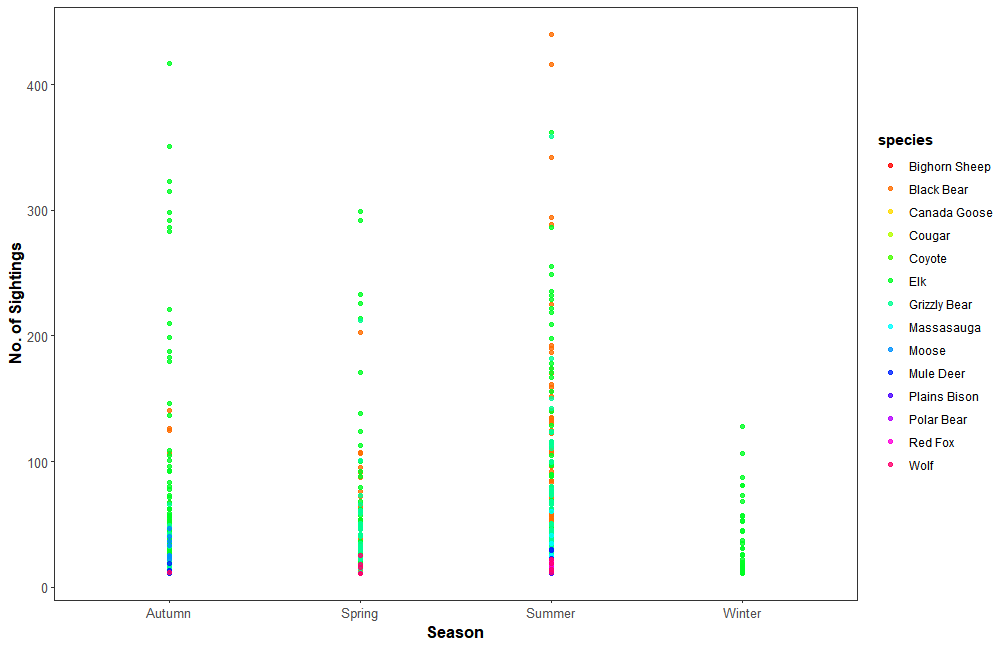 400
300
200
100
0
No. of Sightings
Autumn Spring Summer Winter
Season
species
Bighorn Sheep
Black Bear
Canada Goose
Cougar
Coyote
Elk
Grizzly Bear
Massasauga
Moose
Mule Deer
Plains Bison
Polar Bear
Red Fox
Wolf